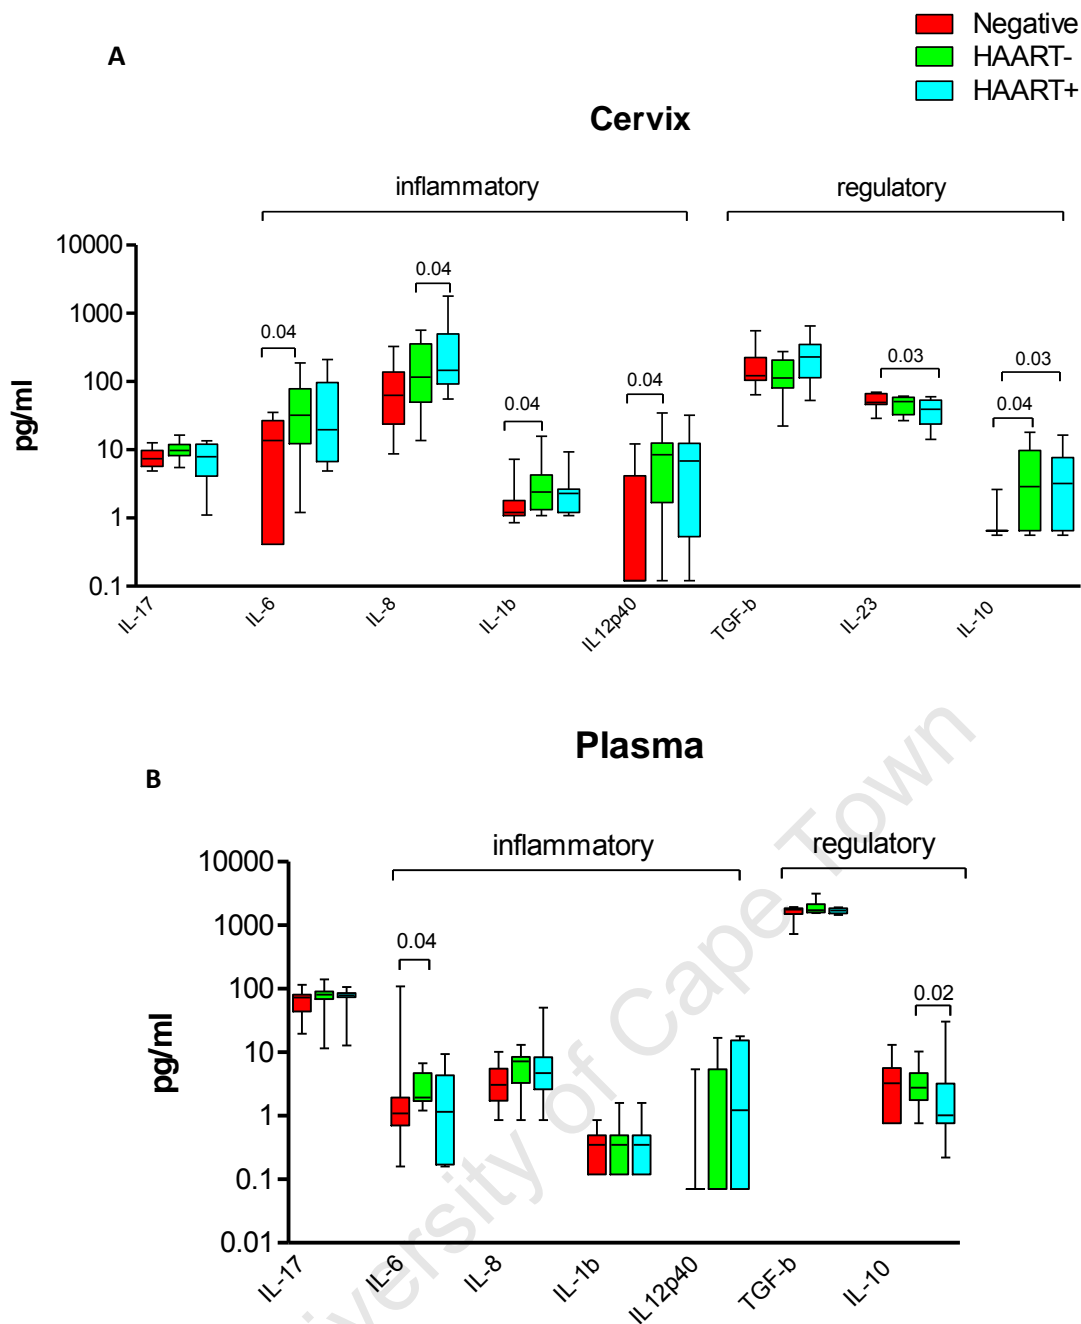 Negative
HAART-
HAART+
A
Cervix
inflammatory
regulatory
10000
1000
100
10
1
0.1
pg/ml
0.04
0.04
0.04
0.04
0.03
0.03
0.04
IL-17
IL-6
IL-8
IL-1b
IL12p40
TGF-b
IL-23
IL-10
Plasma
B
inflammatory
regulatory
10000
1000
100
10
1
0.1
0.01
pg/ml
0.04
0.02
IL-17
IL-6
IL-8
IL-1b
IL12p40
TGF-b
IL-10
versity of Cape Town